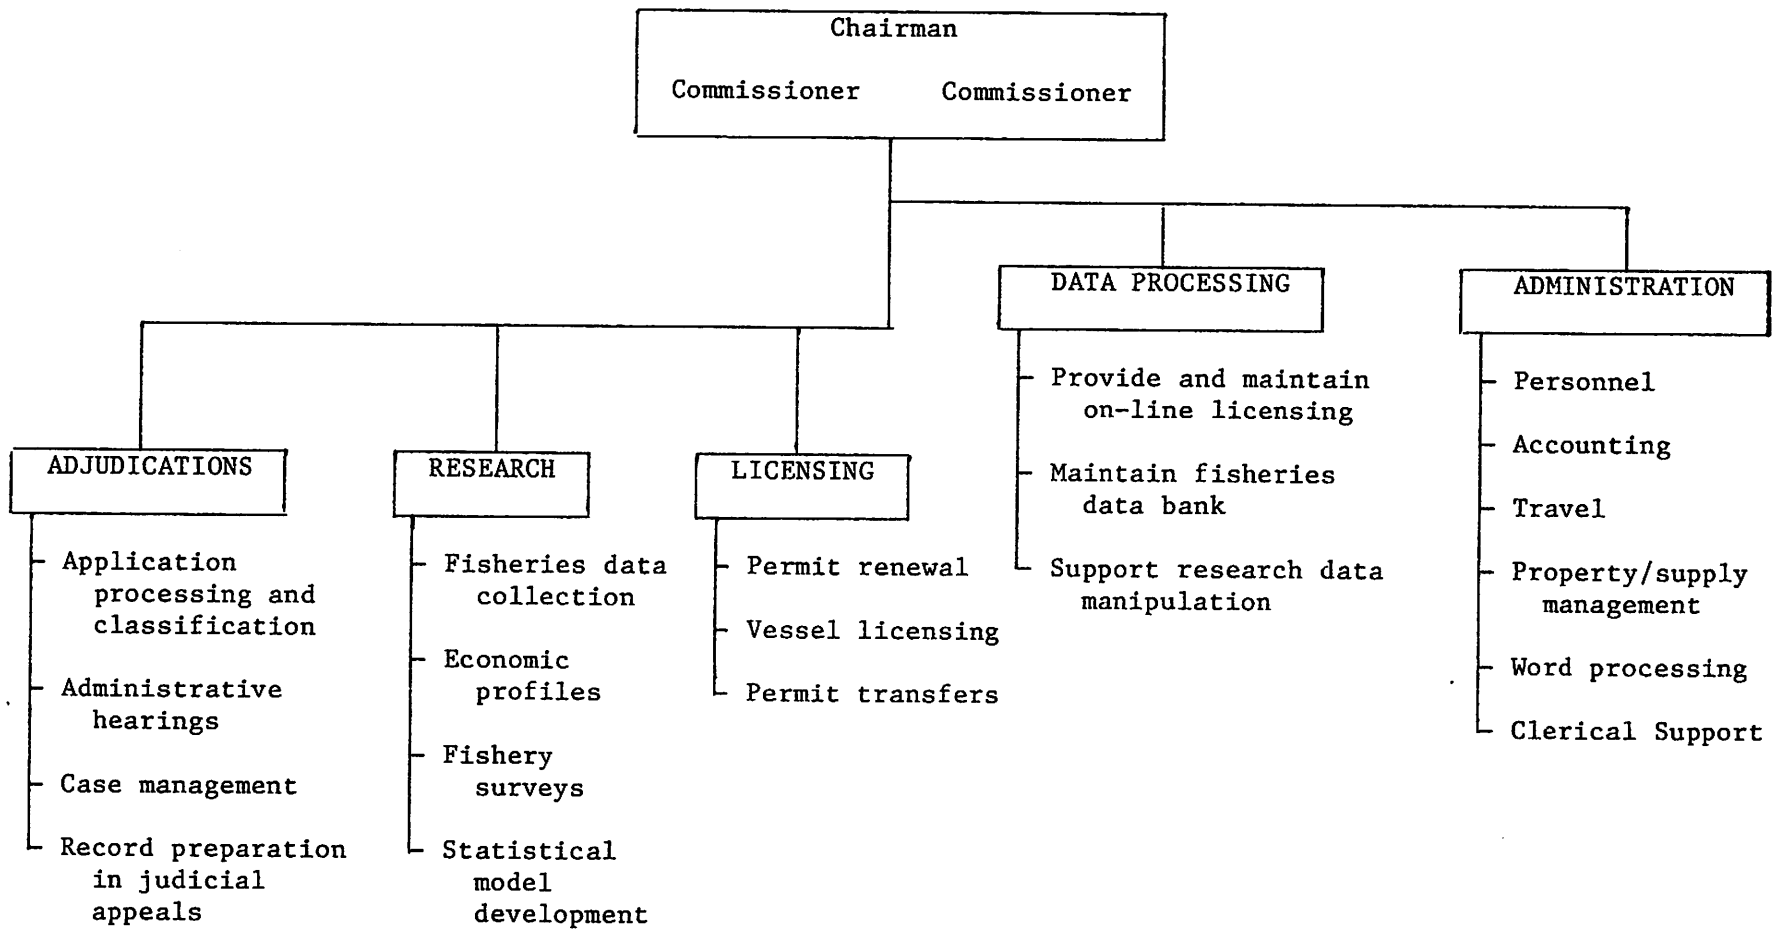 Chairman
Commissioner Commissioner
DATA PROCESSING
Provide and maintain
on-line licensing
Maintain fisheries
data bank
Support research data
manipulation
ADMINISTRATION
Personnel
Accounting
Travel
Property/supply
management
Word processing
Clerical Support
ADJUDICATIONS
Application
processing and
classification
Administrative
hearings
Case management
Record preparation
in judicial
appeals
RESEARCH
Fisheries data
collection
Economic
profiles
Fishery
surveys
Statistical
model
development
LICENSING
Permit renewal
Vessel licensing
Permit transfers